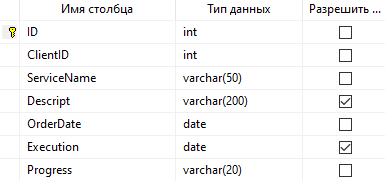 Имя столбца Тип данных Разрешить ...
ID int
ClientID int
ServiceName varchar(50)
Descript varchar(200)
OrderDate date
Execution date
Progress varchar(20)